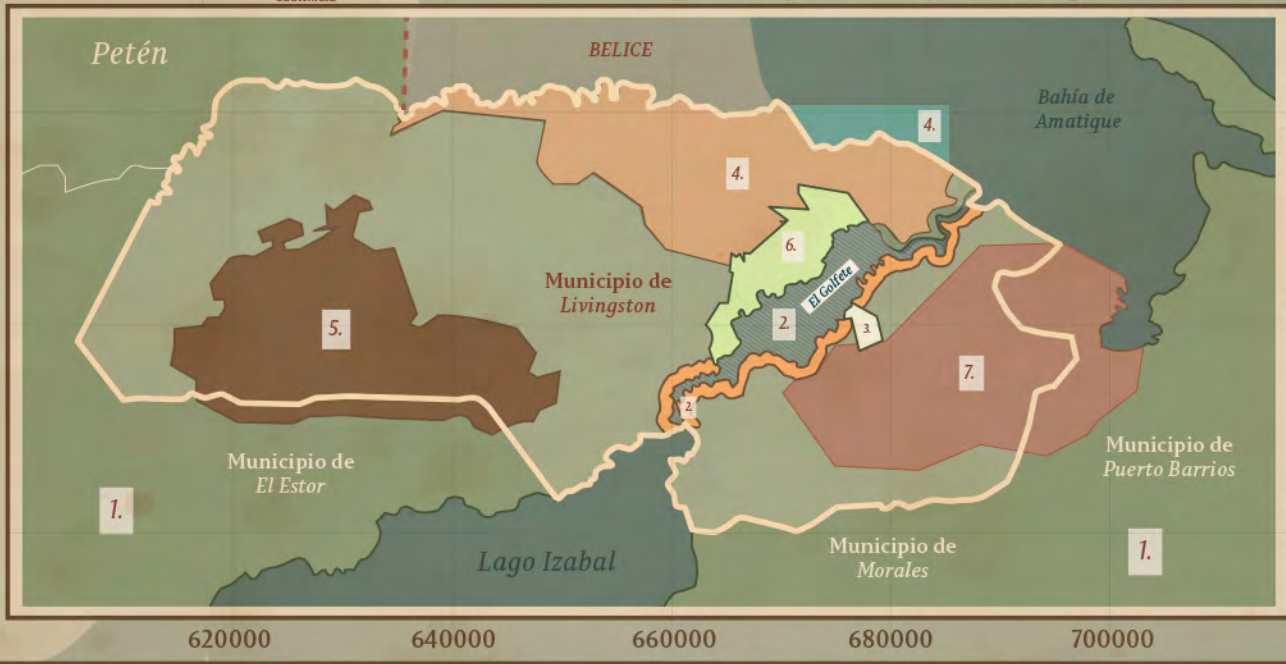 Guatemala
Petén
BELICE
Bahía de
Amatique
4.
4.
6.
El Golfete
Municipio de
Livingston
5.
2.
3.
7.
2
Municipio de
El Estor
Municipio de
Puerto Barrios
1.
Lago Izabal
Municipio de
Morales
1.
620000
640000
660000
680000
700000